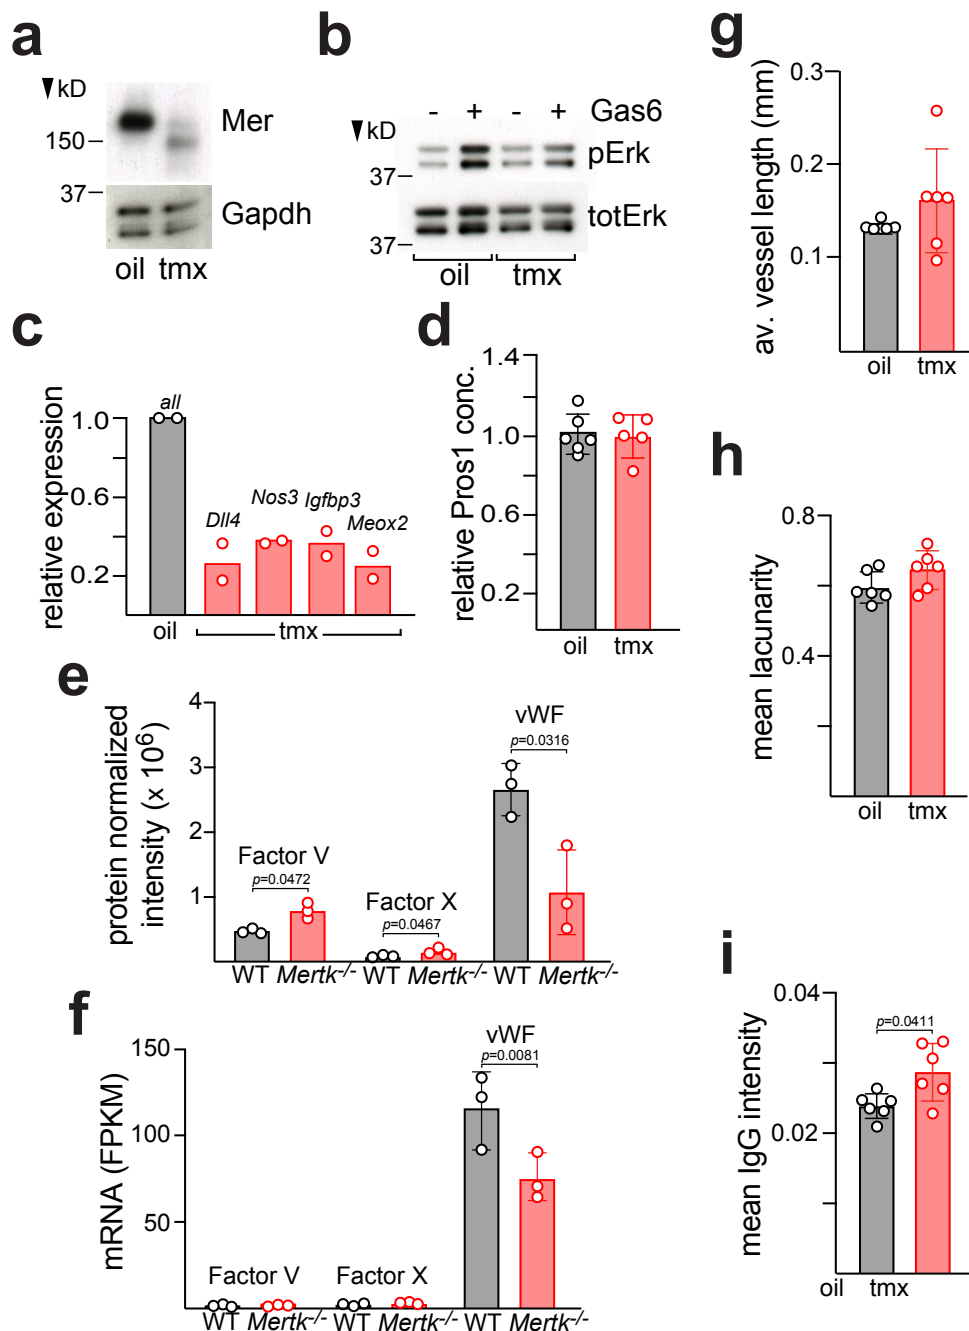 a
kD
150
37
Mer
Gapdh
oil tmx
b
kD
- + - + Gas6
pErk
37
totErk
37
oil tmx
c
relative expression
1.0
0.6
0.2
all
Dll4
Nos3
Igfbp3
Meox2
oil
tmx
d
relative Pros1 conc.
1.4
1.0
0.6
0.2
oil tmx
e
protein normalized
intensity (x 10⁶)
4
3
2
1
Factor V
p=0.0472
Factor X
p=0.0467
vWF
p=0.0316
WT Mertk-/- WT Mertk-/- WT Mertk-/-
f
mRNA (FPKM)
150
100
50
Factor V
Factor X
vWF
p=0.0081
WT Mertk-/- WT Mertk-/- WT Mertk-/-
g
av. vessel length (mm)
0.3
0.2
0.1
oil tmx
h
mean lacunarity
0.8
0.4
oil tmx
i
mean IgG intensity
0.04
0.02
p=0.0411
oil tmx